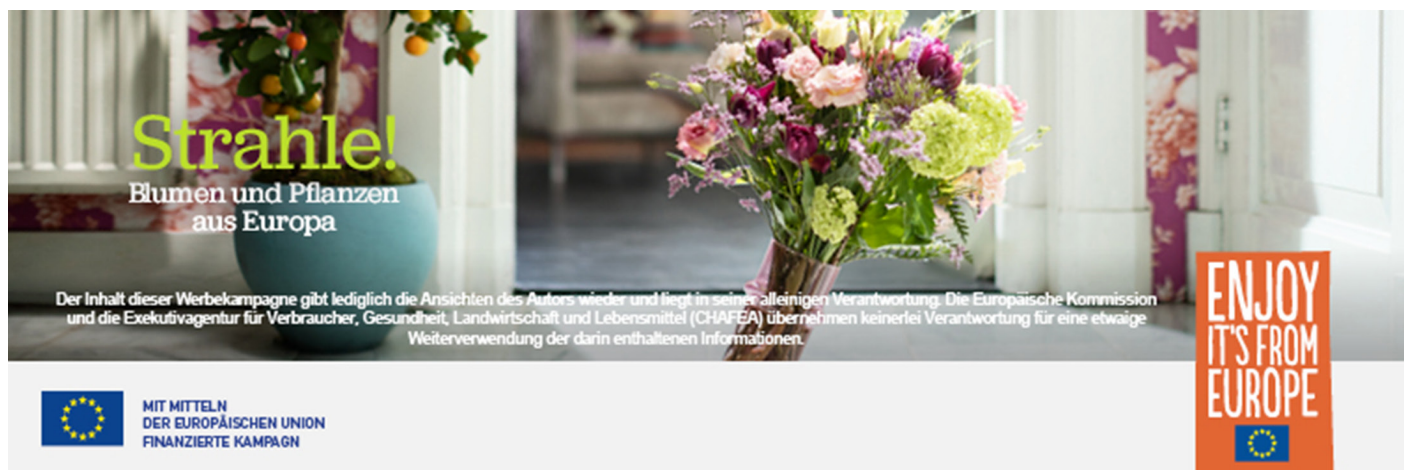 Strahle!
Blumen und Pflanzen
aus Europa
Der Inhalt dieser Werbekampagne gibt lediglich die Ansichten des Autors wieder und liegt in seiner alleinigen Verantwortung. Die Europäische Kommission
und die Exekutivagentur für Verbraucher, Gesundheit, Landwirtschaft und Lebensmittel (CHAFEA) übernehmen keinerlei Verantwortung für eine etwaige
Weiterverwendung der darin enthaltenen Informationen.
ENJOY
IT'S FROM
EUROPE
MIT MITTELN
DER EUROPÄISCHEN UNION
FINANZIERTE KAMPAGN